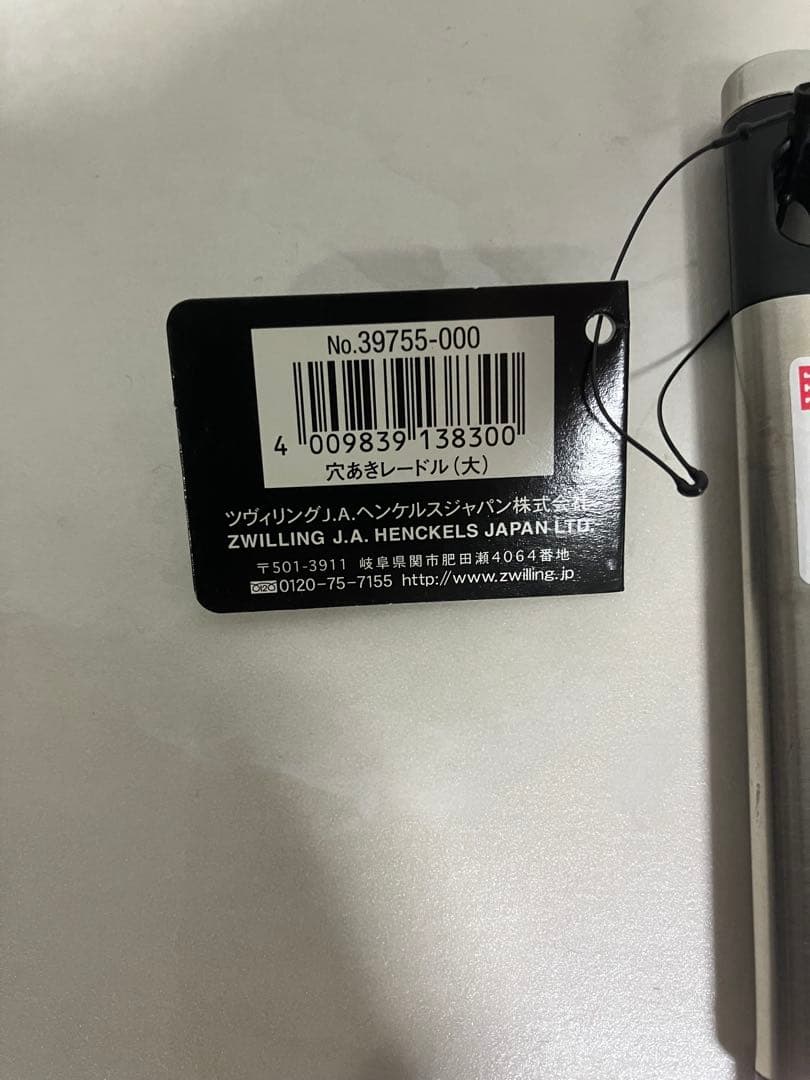 No.39755-000
4 009839 138300
穴あきレードル（大）
ツヴィリングJ.A.ヘンケルスジャパン株式会社
ZWILLING J.A. HENCKELS JAPAN LTD.
〒501-3911 岐阜県関市肥田瀬4064番地
0120 0120-75-7155 http://www.zwilling.jp